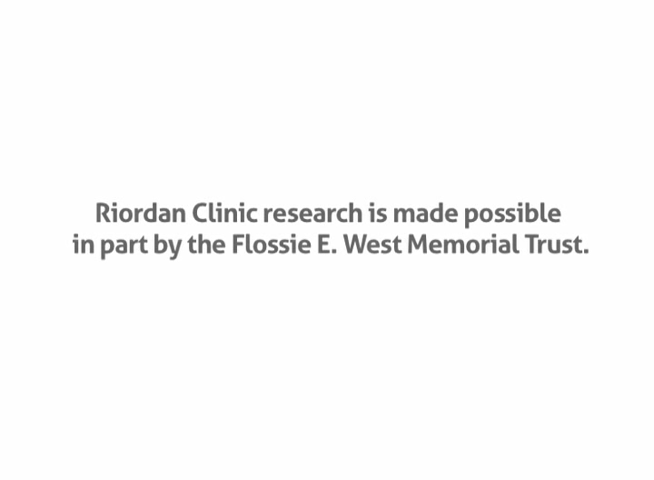 Riordan Clinic research is made possible
in part by the Flossie E. West Memorial Trust.